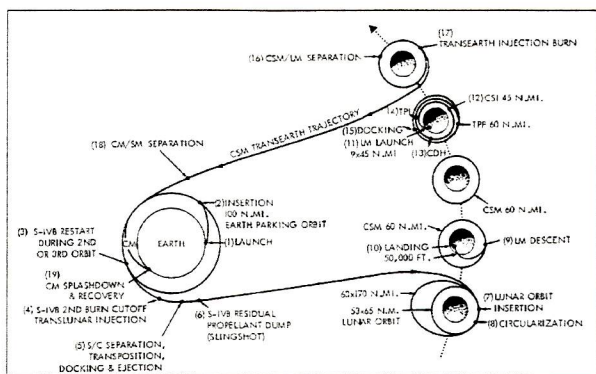 (17)
TRANSEARTH INJECTION BURN
(16) CSM/LM SEPARATION
(12) CSI 45 N.MI.
(14) TPI
TPF 60 N.MI.
(15) DOCKING
(11) LM LAUNCH
9x45 N.MI
(13) CDH
CSM TRANSEARTH TRAJECTORY
(18) CM/SM SEPARATION
CSM 60 N.MI.
(2) INSERTION
100 N.MI.
EARTH PARKING ORBIT
(1) LAUNCH
EARTH
(3) S-IVB RESTART
DURING 2ND
OR 3RD ORBIT
CM
(19)
CM SPLASHDOWN
& RECOVERY
(4) S-IVB 2ND BURN CUTOFF
TRANSLUNAR INJECTION
(5) S/C SEPARATION,
TRANSPOSITION,
DOCKING & EJECTION
(6) S-IVB RESIDUAL
PROPELLANT DUMP
(SLINGSHOT)
CSM 60 N.MI.
(10) LANDING
50,000 FT.
(9) LM DESCENT
60x170 N.MI.
53x65 N.MI.
LUNAR ORBIT
(7) LUNAR ORBIT
INSERTION
(8) CIRCULARIZATION